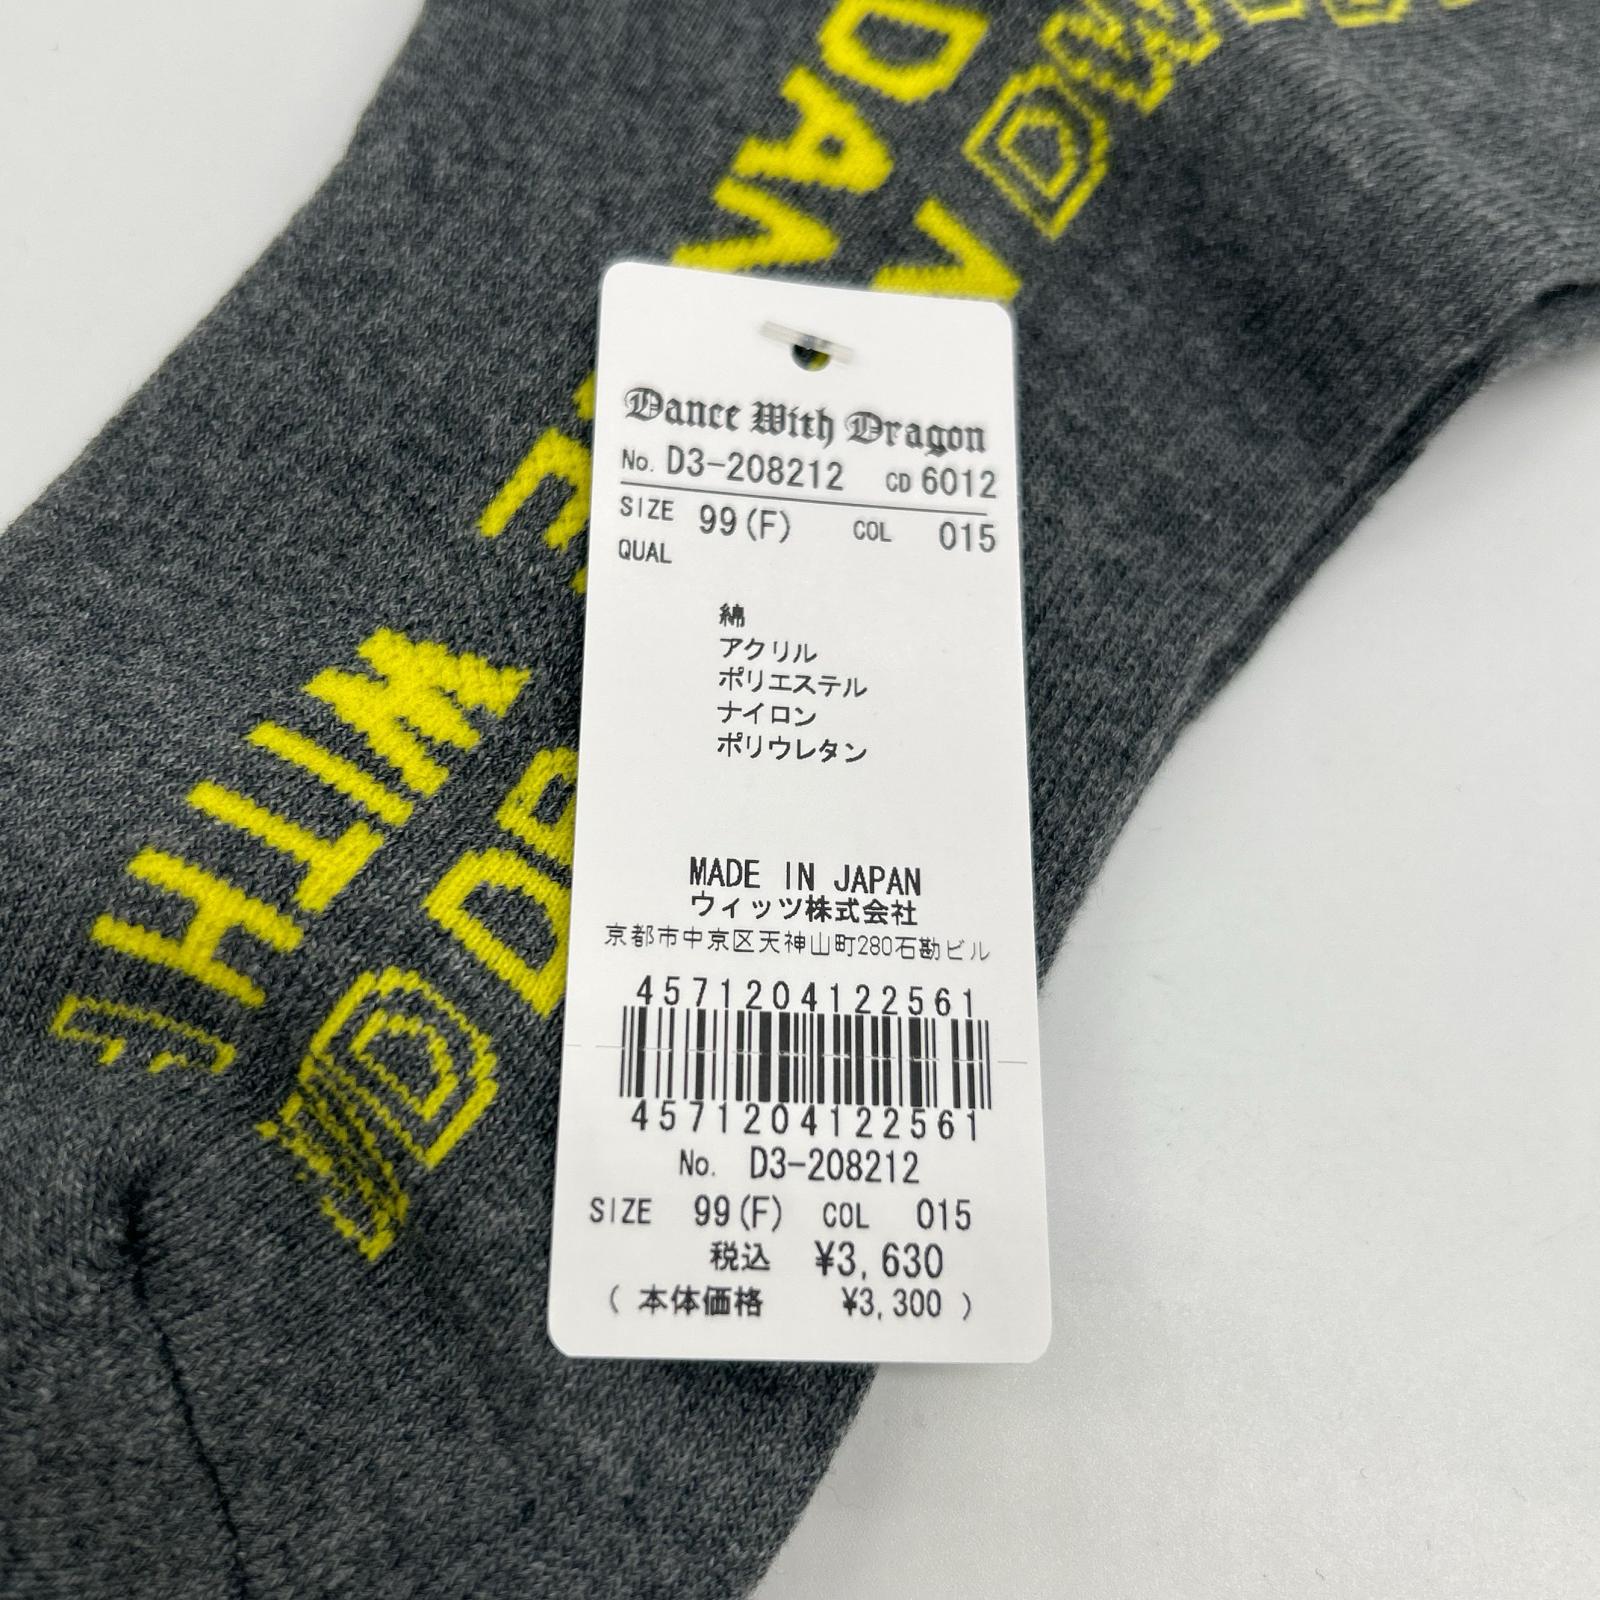 DAN
WITH
DR
D
DWD
Dance With Dragon
No. D3-208212 CD 6012
SIZE 99(F) COL 015
QUAL
綿
アクリル
ポリエステル
ナイロン
ポリウレタン
MADE IN JAPAN
ウィッツ株式会社
京都市中京区天神山町280石勘ビル
4571204122561
4571204122561
No. D3-208212
SIZE 99(F) COL 015
税込 ¥3,630
( 本体価格 ¥3,300 )